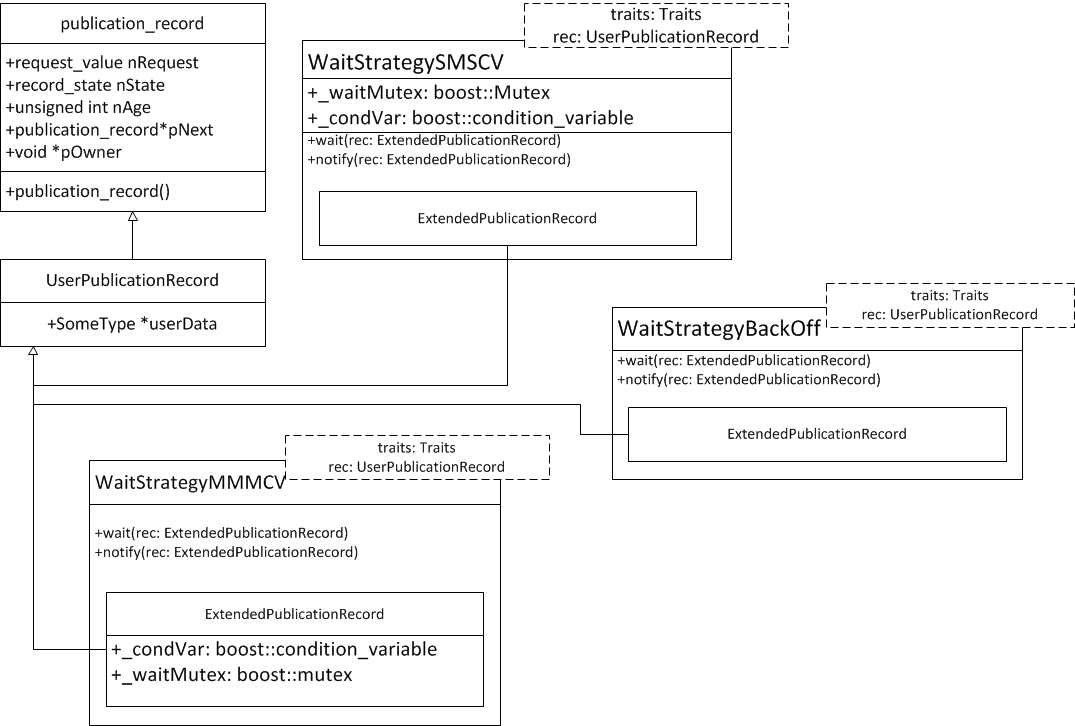 publication_record
+request_value nRequest
+record_state nState
+unsigned int nAge
+publication_record*pNext
+void *pOwner
+publication_record()
UserPublicationRecord
+SomeType *userData
traits: Traits
rec: UserPublicationRecord
WaitStrategySMSCV
+_waitMutex: boost::Mutex
+_condVar: boost::condition_variable
+wait(rec: ExtendedPublicationRecord)
+notify(rec: ExtendedPublicationRecord)
ExtendedPublicationRecord
traits: Traits
rec: UserPublicationRecord
WaitStrategyBackOff
+wait(rec: ExtendedPublicationRecord)
+notify(rec: ExtendedPublicationRecord)
ExtendedPublicationRecord
traits: Traits
rec: UserPublicationRecord
WaitStrategyMMMCV
+wait(rec: ExtendedPublicationRecord)
+notify(rec: ExtendedPublicationRecord)
ExtendedPublicationRecord
+_condVar: boost::condition_variable
+_waitMutex: boost::mutex